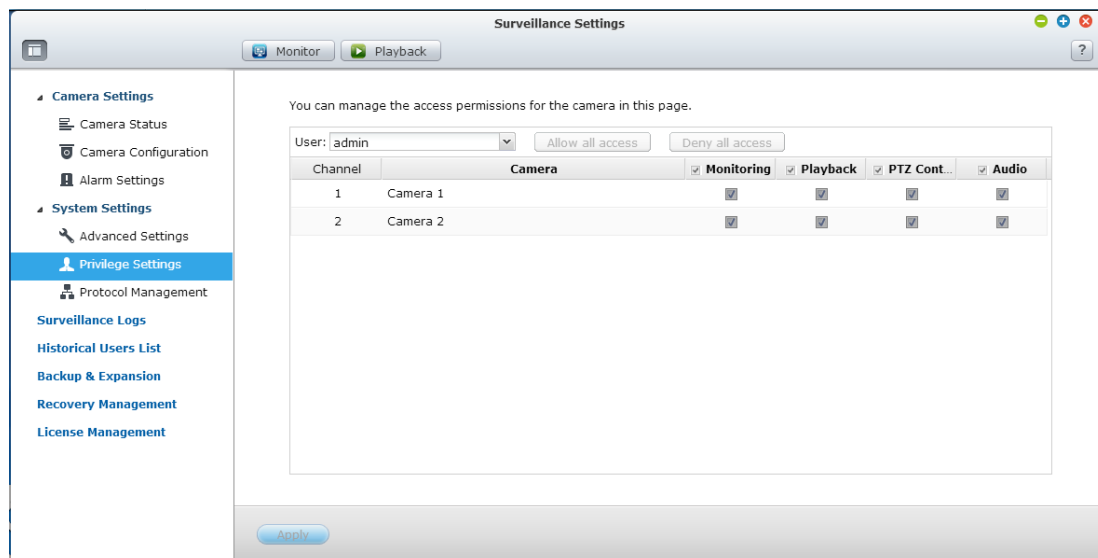 Surveillance Settings
Monitor Playback ?
Camera Settings
Camera Status
Camera Configuration
Alarm Settings
System Settings
Advanced Settings
Privilege Settings
Protocol Management
Surveillance Logs
Historical Users List
Backup & Expansion
Recovery Management
License Management
You can manage the access permissions for the camera in this page.
User: admin Allow all access Deny all access
Channel Camera Monitoring Playback PTZ Cont... Audio
1 Camera 1
2 Camera 2
Apply